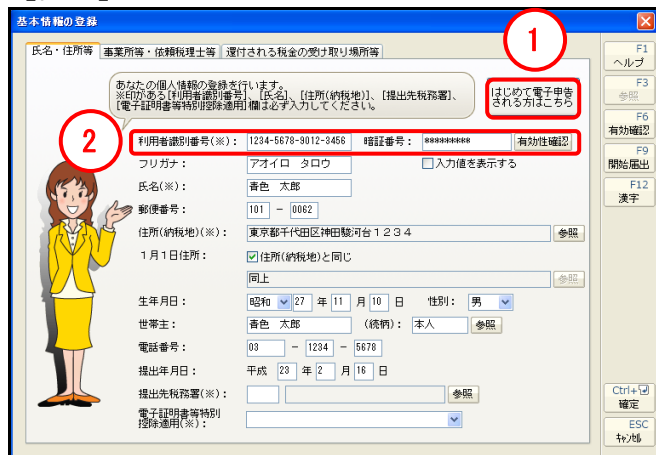 基本情報の登録
氏名・住所等 事業所等・依頼税理士等 還付される税金の受け取り場所等
あなたの個人情報の登録を行います。
※印がある[利用者識別番号]、[氏名]、[住所(納税地)]、[提出先税務署]、
[電子証明書等特別控除適用]欄は必ず入力してください。
1
はじめて電子申告
される方はこちら
2
利用者識別番号(※): 1234-5678-9012-3456 暗証番号: ********* 有効性確認
フリガナ: アオイロ タロウ 入力値を表示する
氏名(※): 青色 太郎
郵便番号: 101 - 0062
住所(納税地)(※): 東京都千代田区神田駿河台1234 参照
1月1日住所: 住所(納税地)と同じ
同上 参照
生年月日: 昭和 27 年 11 月 10 日 性別: 男
世帯主: 青色 太郎 (続柄): 本人 参照
電話番号: 03 - 1234 - 5678
提出年月日: 平成 23 年 2 月 16 日
提出先税務署(※): 参照
電子証明書等特別
控除適用(※):
F1
ヘルプ
F3
参照
F6
有効確認
F9
開始届出
F12
漢字
Ctrl+
確定
ESC
キャンセル